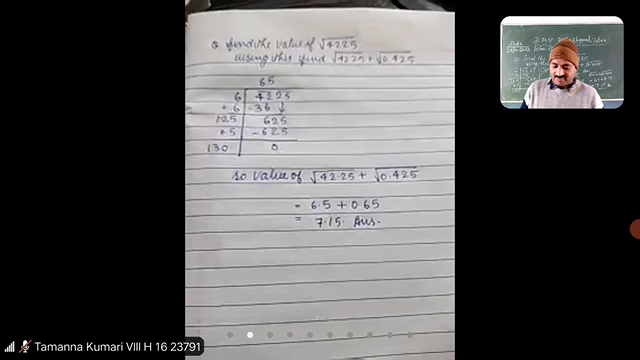 Q find the value of √4225
using this find √42.25 + √0.425
65
6 4225
+6 -36 ↓
125 625
+5 -625
130 0
so value of √42.25 + √0.425
= 6.5 + 0.65
= 7.15. Ans.
Tamanna Kumari VIII H 16 23791